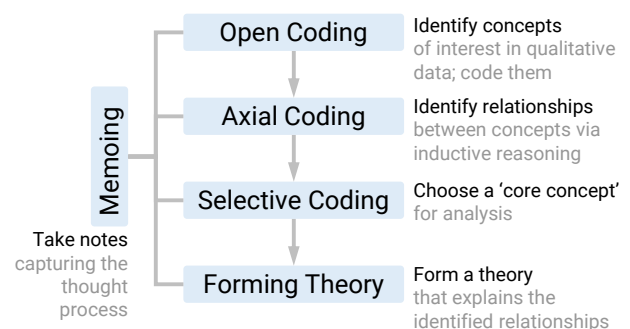 Open Coding
Identify concepts
of interest in qualitative
data; code them
Axial Coding
Identify relationships
between concepts via
inductive reasoning
Memoing
Selective Coding
Choose a ‘core concept’
for analysis
Take notes
capturing the
thought
process
Forming Theory
Form a theory
that explains the
identified relationships